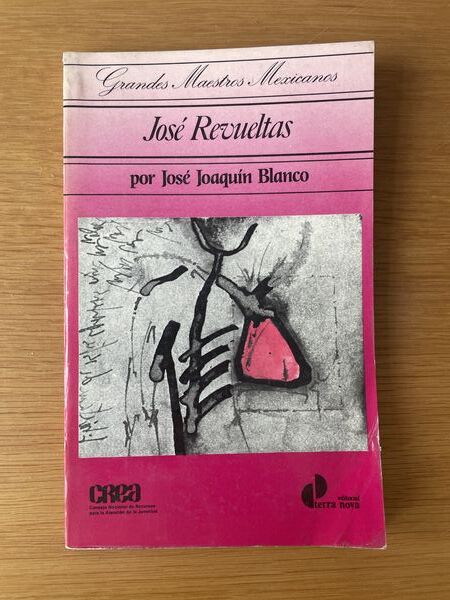 Grandes Maestros Mexicanos
José Revueltas
por José Joaquín Blanco
CREA
Consejo Nacional de Recursos
para la Atención de la Juventud
editorial
terra nova